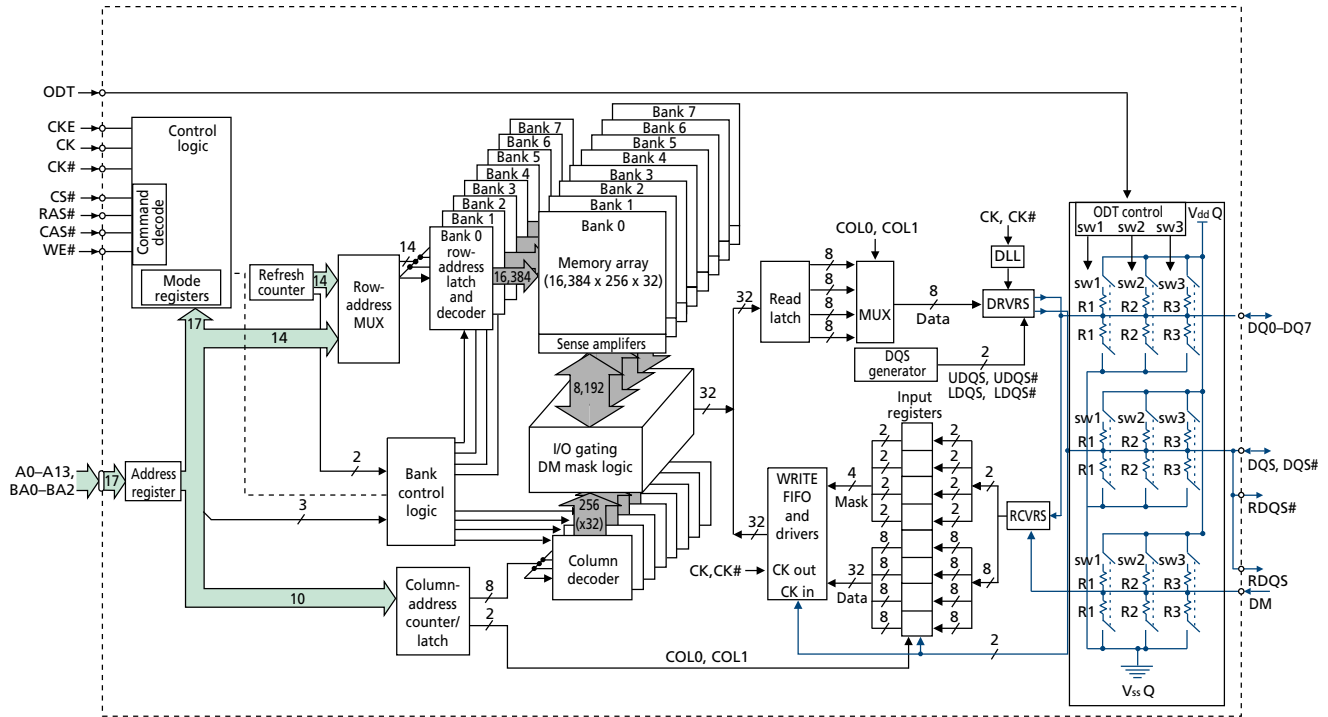 ODT
CKE
CK
CK#
CS#
RAS#
CAS#
WE#
Control
logic
Command
decode
Mode
registers
17
14
Refresh
counter
14
Row-
address
MUX
14
Bank 7
Bank 6
Bank 5
Bank 4
Bank 3
Bank 2
Bank 1
Bank 0
row-
address
latch
and
decoder
16,384
Bank 7
Bank 6
Bank 5
Bank 4
Bank 3
Bank 2
Bank 1
Bank 0
Memory array
(16,384 x 256 x 32)
Sense amplifers
8,192
I/O gating
DM mask logic
256
(x32)
Column
decoder
A0–A13,
BA0–BA2
17
Address
register
2
3
Bank
control
logic
10
Column-
address
counter/
latch
8
2
COL0, COL1
32
32
32
Read
latch
8
8
8
8
COL0, COL1
MUX
8
Data
CK, CK#
DLL
DRVRS
DQS
generator
2
UDQS, UDQS#
LDQS, LDQS#
Input
registers
2
2
2
2
8
8
8
8
2
2
2
2
8
8
8
8
2
8
RCVRS
WRITE
FIFO
and
drivers
CK out
CK in
4
Mask
32
Data
CK,CK#
2
ODT control
sw1 sw2 sw3
Vdd Q
sw1 sw2 sw3
R1 R2 R3
R1 R2 R3
sw1 sw2 sw3
R1 R2 R3
R1 R2 R3
sw1 sw2 sw3
R1 R2 R3
R1 R2 R3
Vss Q
DQ0–DQ7
DQS, DQS#
RDQS#
RDQS
DM